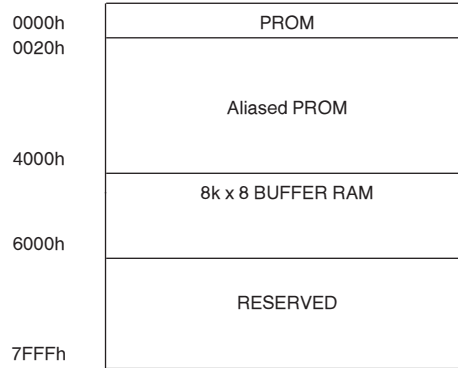 0000h PROM
0020h
Aliased PROM
4000h
8k x 8 BUFFER RAM
6000h
RESERVED
7FFFh